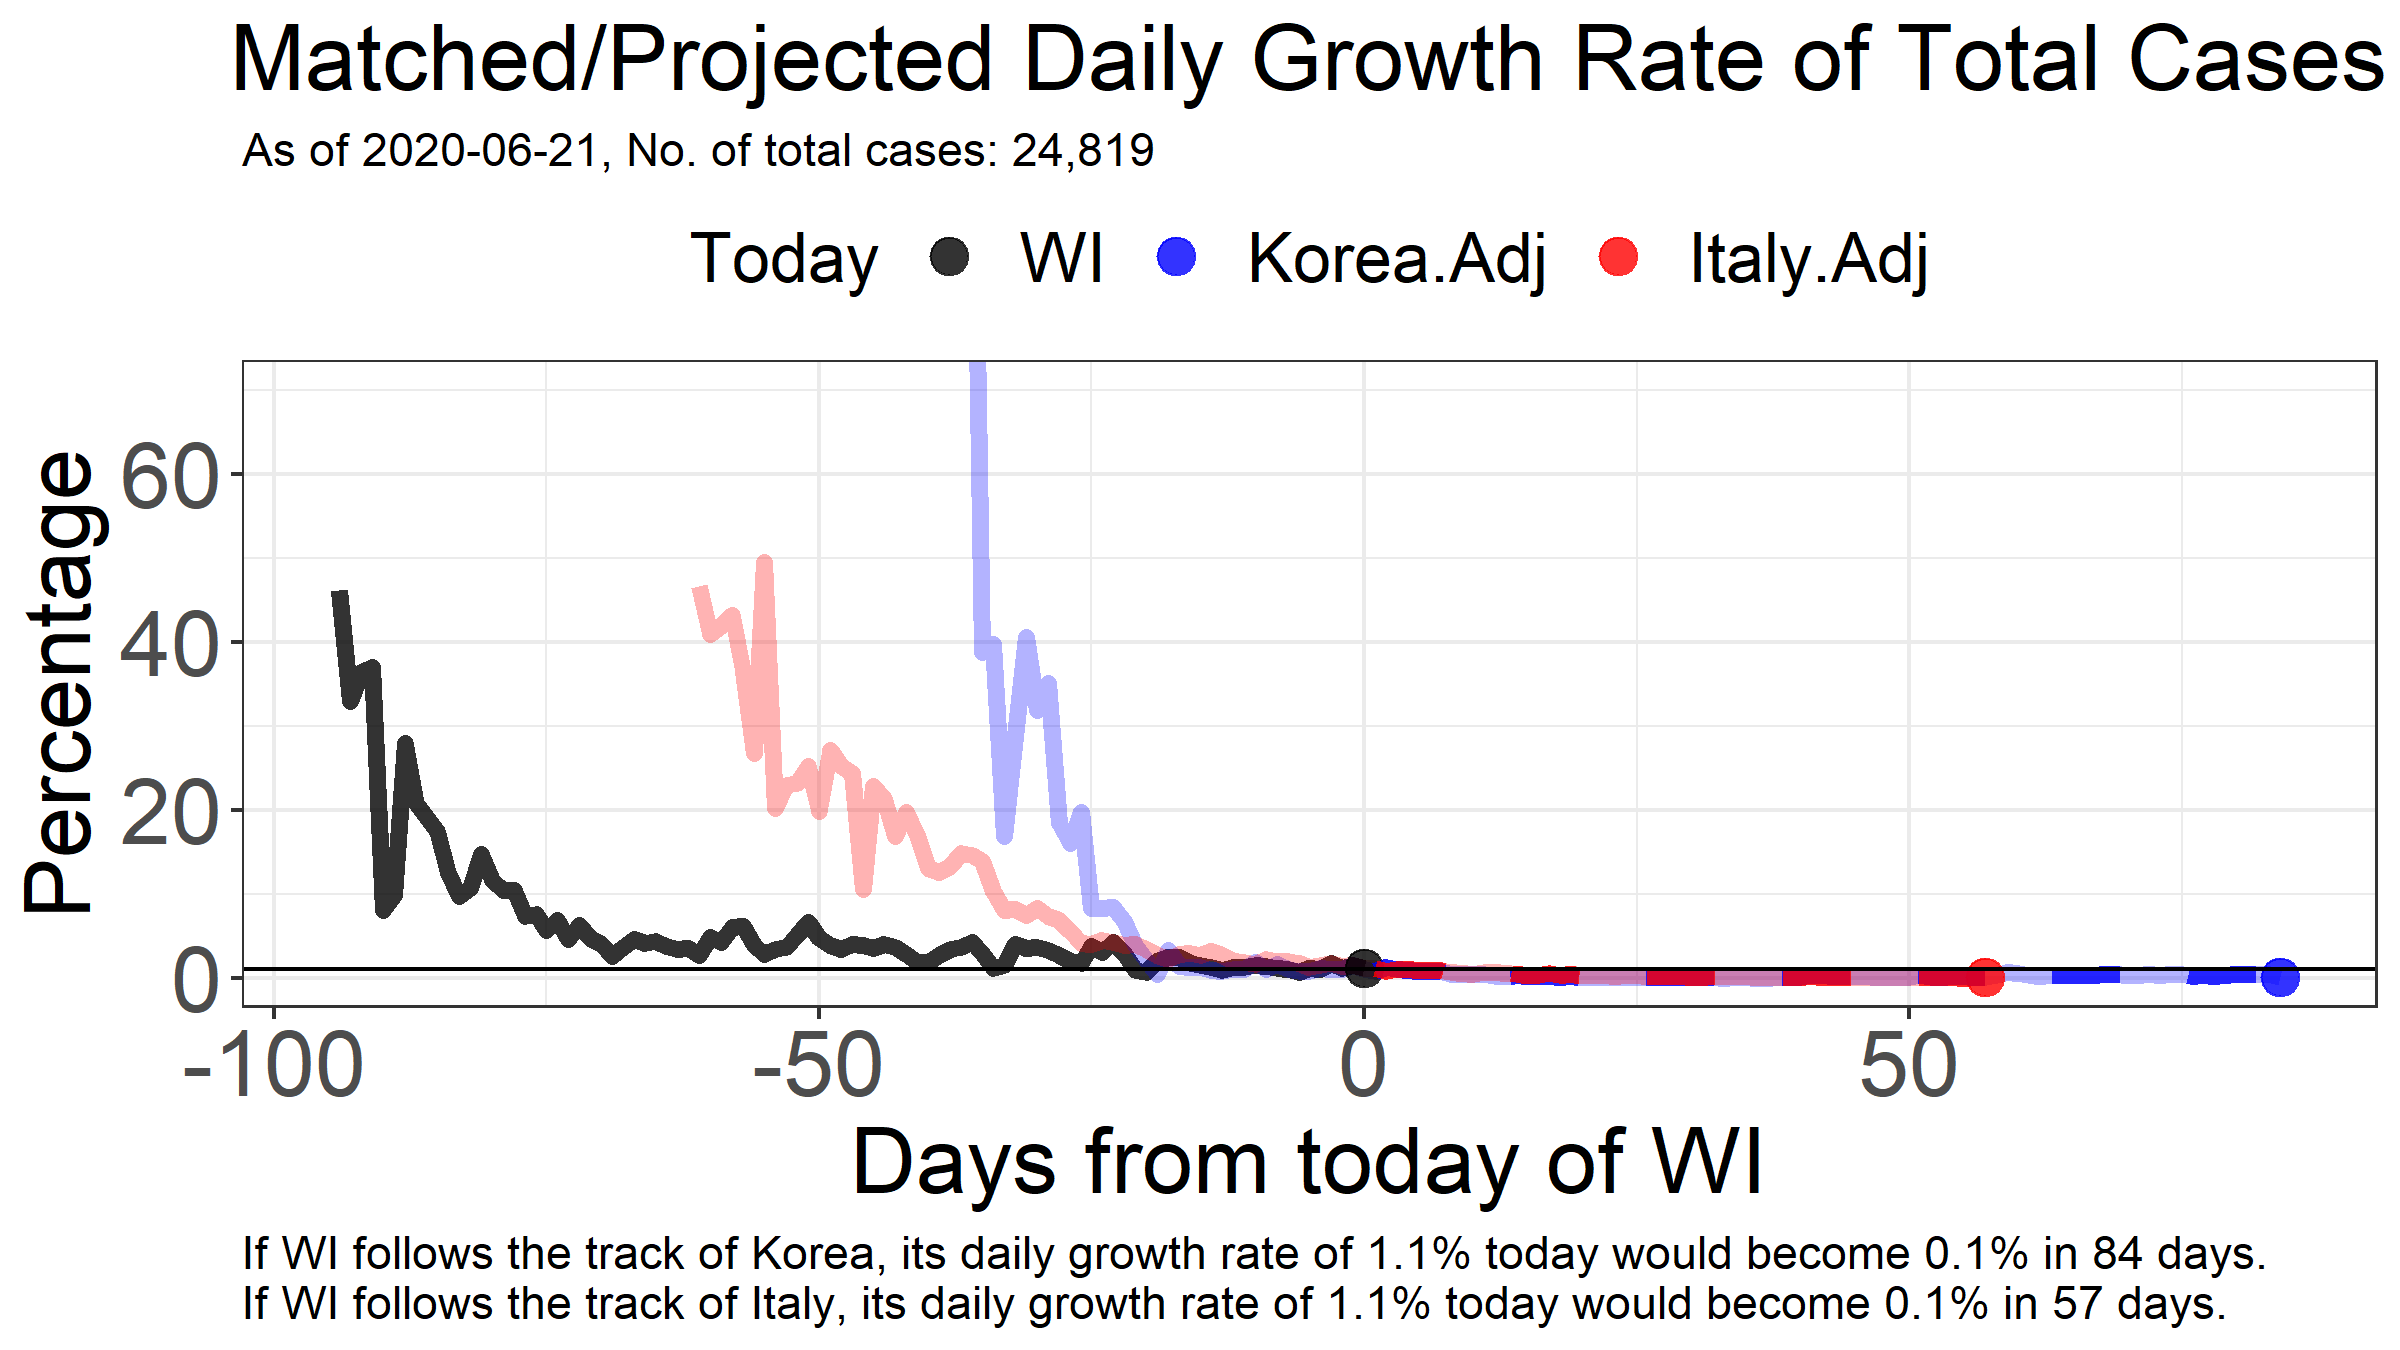 Matched/Projected Daily Growth Rate of Total Cases
As of 2020-06-21, No. of total cases: 24,819
Today WI Korea.Adj Italy.Adj
Percentage
60
40
20
0
-100 -50 0 50
Days from today of WI
If WI follows the track of Korea, its daily growth rate of 1.1% today would become 0.1% in 84 days.
If WI follows the track of Italy, its daily growth rate of 1.1% today would become 0.1% in 57 days.